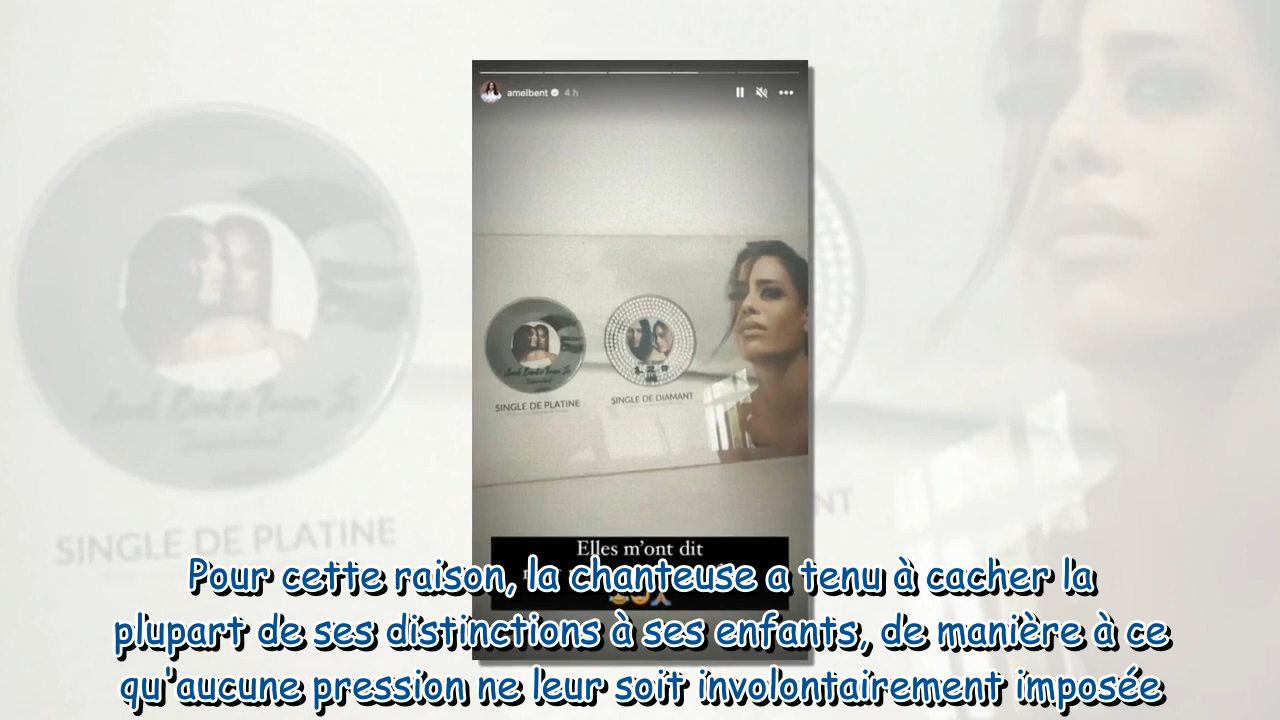 amelbent 4 h
SINGLE DE PLATINE
SINGLE DE DIAMANT
SINGLE DE PLATINE
Elles m'ont dit
Pour cette raison, la chanteuse a tenu à cacher la
plupart de ses distinctions à ses enfants, de manière à ce
qu'aucune pression ne leur soit involontairement imposée